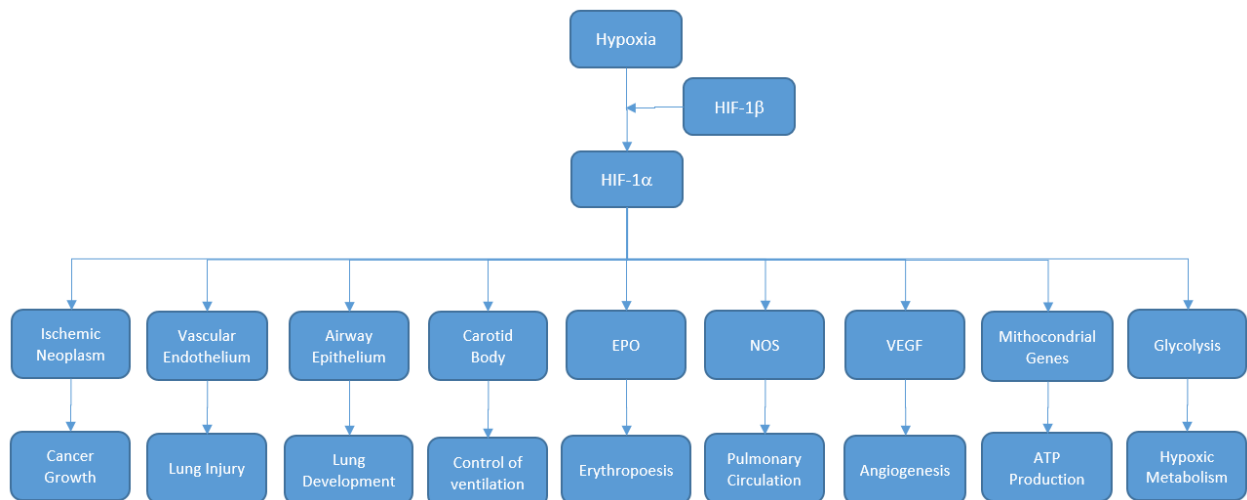 Hypoxia
HIF-1β
HIF-1α
Ischemic
Neoplasm
Vascular
Endothelium
Airway
Epithelium
Carotid
Body
EPO
NOS
VEGF
Mithocondrial
Genes
Glycolysis
Cancer
Growth
Lung Injury
Lung
Development
Control of
ventilation
Erythropoesis
Pulmonary
Circulation
Angiogenesis
ATP
Production
Hypoxic
Metabolism